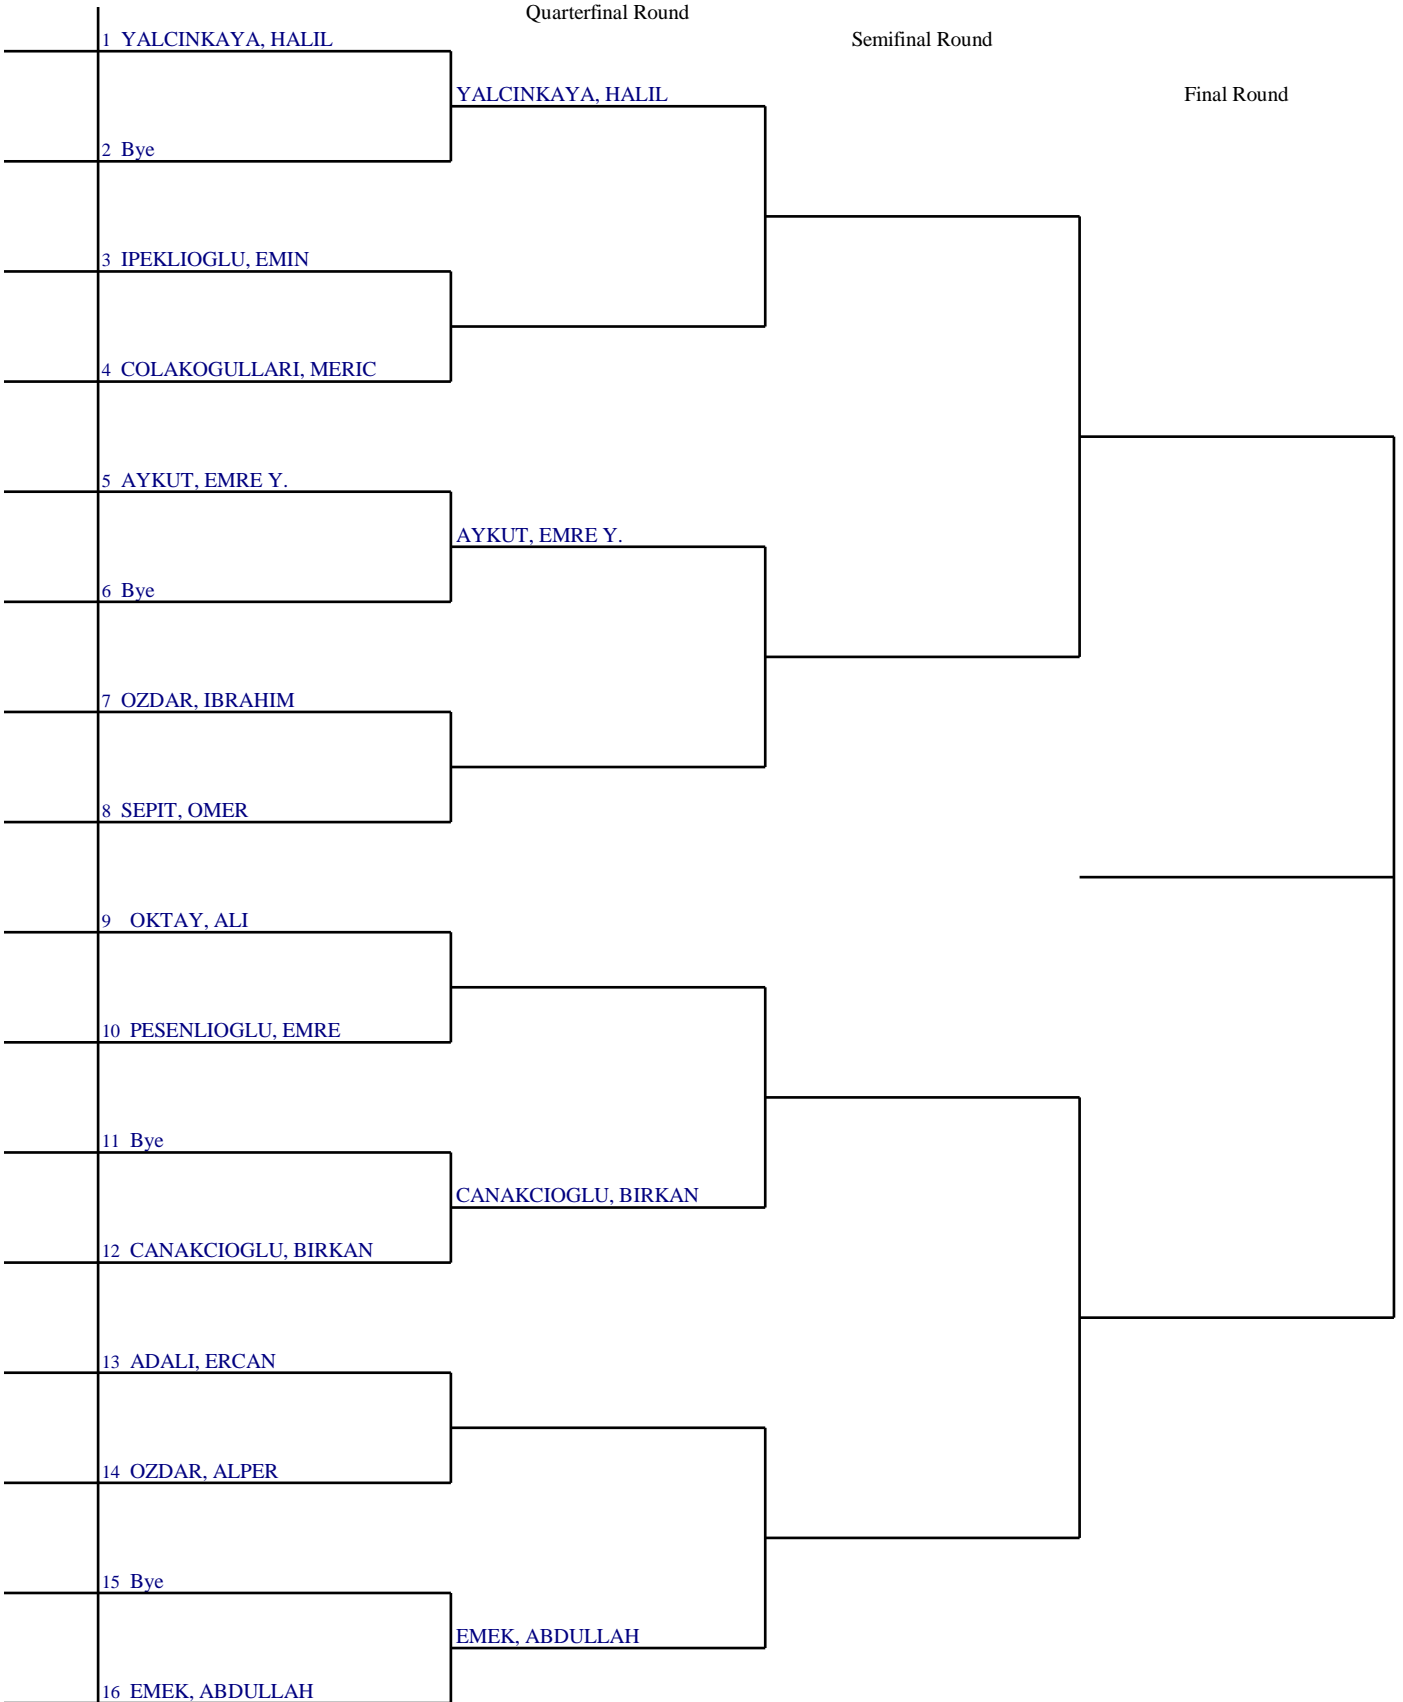 Quarterfinal Round
1 YALCINKAYA, HALIL
Semifinal Round
YALCINKAYA, HALIL
Final Round
2 Bye
3 IPEKLIOGLU, EMIN
4 COLAKOGULLARI, MERIC
5 AYKUT, EMRE Y.
AYKUT, EMRE Y.
6 Bye
7 OZDAR, IBRAHIM
8 SEPIT, OMER
9 OKTAY, ALI
10 PESENLIOGLU, EMRE
11 Bye
CANAKCIOGLU, BIRKAN
12 CANAKCIOGLU, BIRKAN
13 ADALI, ERCAN
14 OZDAR, ALPER
15 Bye
EMEK, ABDULLAH
16 EMEK, ABDULLAH